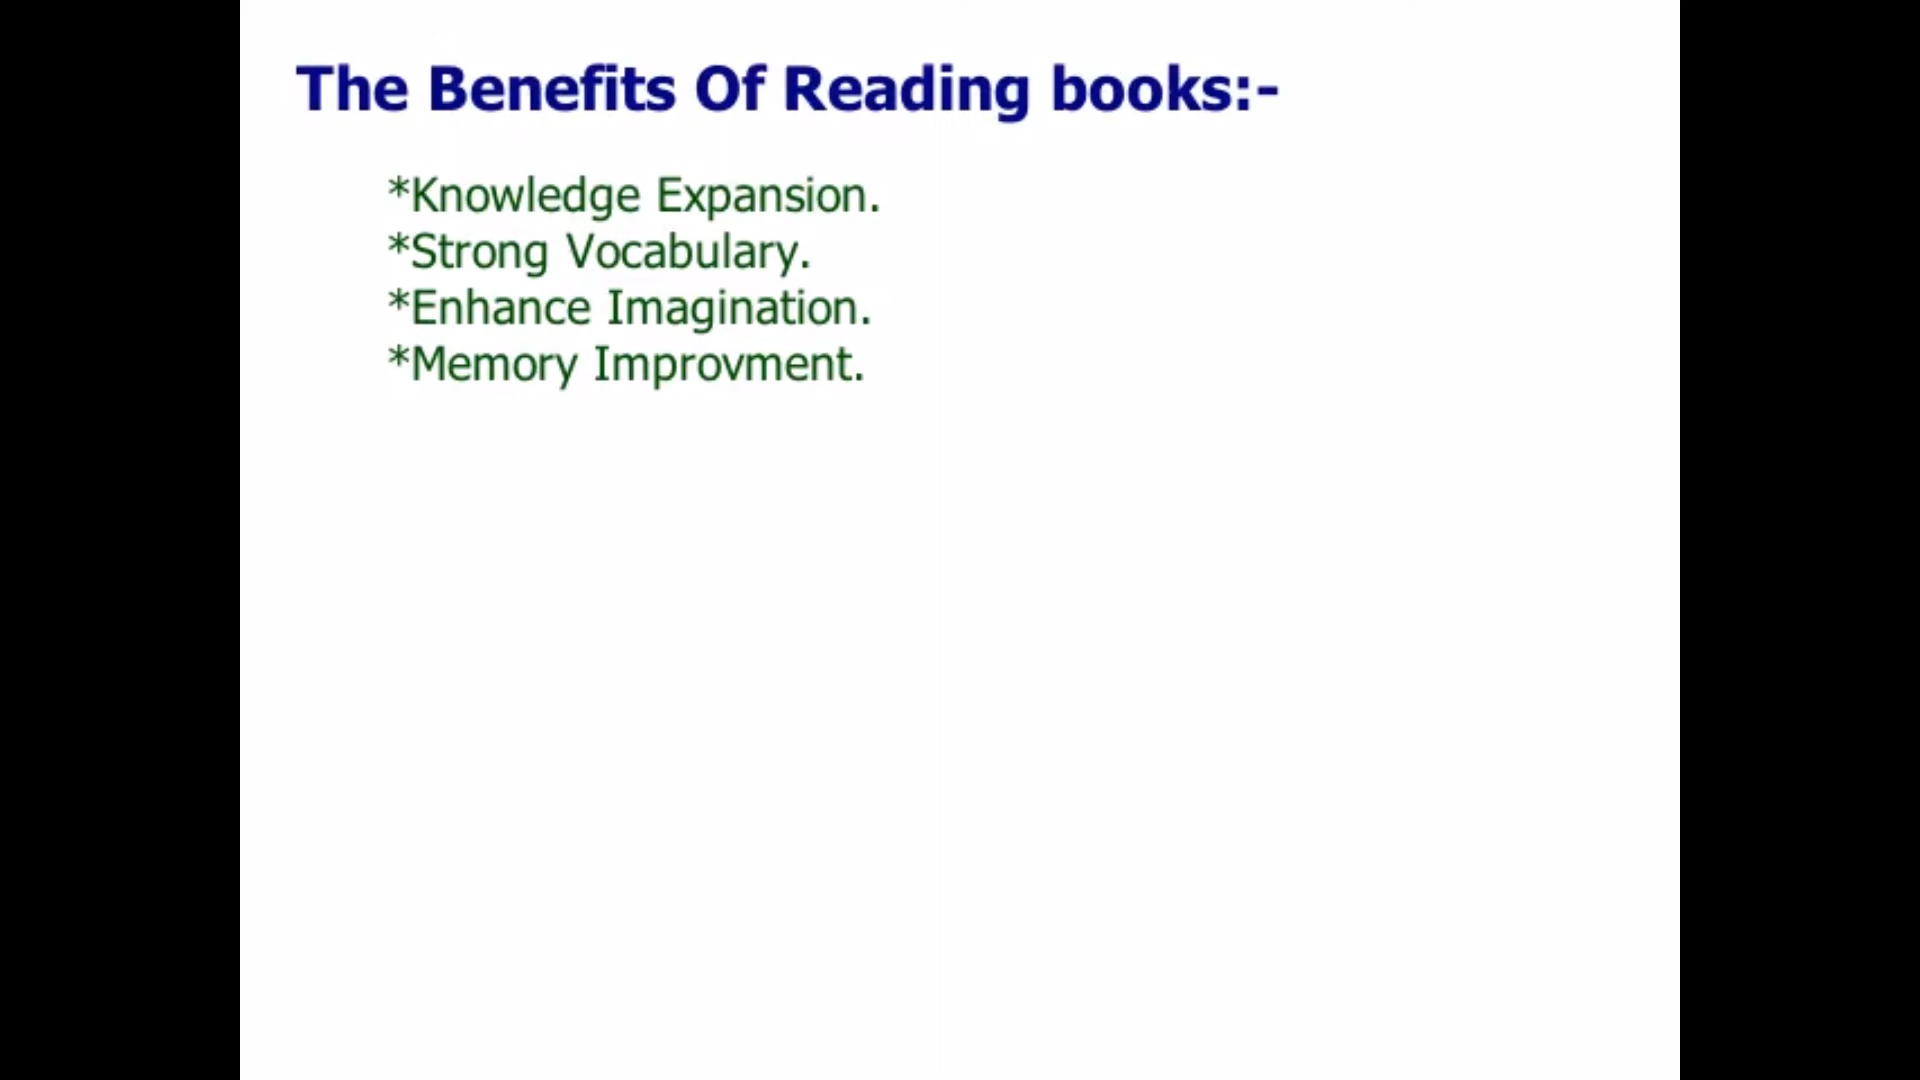 The Benefits Of Reading books:-
*Knowledge Expansion.
*Strong Vocabulary.
*Enhance Imagination.
*Memory Improvment.